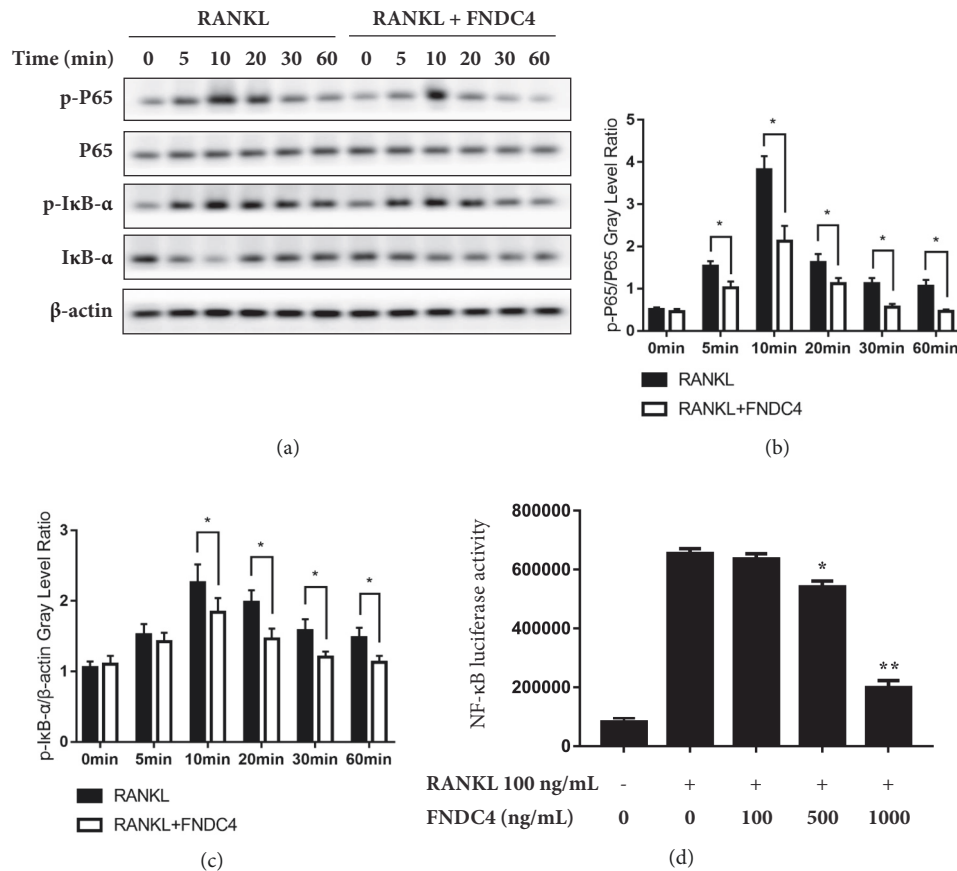 RANKL RANKL + FNDC4
Time (min) 0 5 10 20 30 60 0 5 10 20 30 60
p-P65
P65
p-IκB-α
IκB-α
β-actin
(a)
p-P65/P65 Gray Level Ratio
5
4
3
2
1
0
* * * * *
0min 5min 10min 20min 30min 60min
RANKL
RANKL+FNDC4
(b)
p-IκB-α/β-actin Gray Level Ratio
3
2
1
0
* * * *
0min 5min 10min 20min 30min 60min
RANKL
RANKL+FNDC4
(c)
NF-κB luciferase activity
800000
600000
400000
200000
0
*
**
RANKL 100 ng/mL - + + + +
FNDC4 (ng/mL) 0 0 100 500 1000
(d)